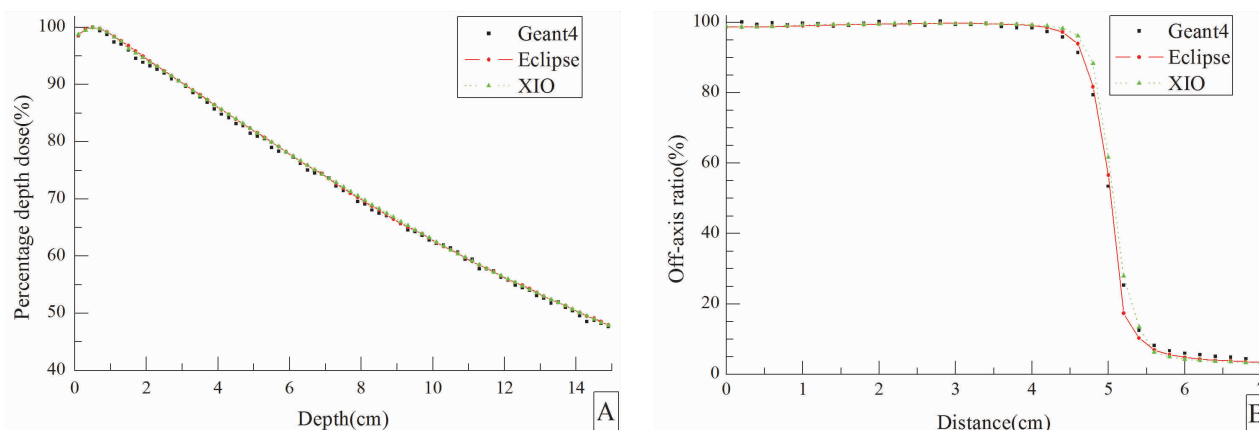 100
90
80
70
60
50
40
Percentage depth dose(%)
Geant4
Eclipse
XIO
0 2 4 6 8 10 12 14
Depth(cm)
A
100
80
60
40
20
0
Off-axis ratio(%)
Geant4
Eclipse
XIO
0 1 2 3 4 5 6 7
Distance(cm)
B